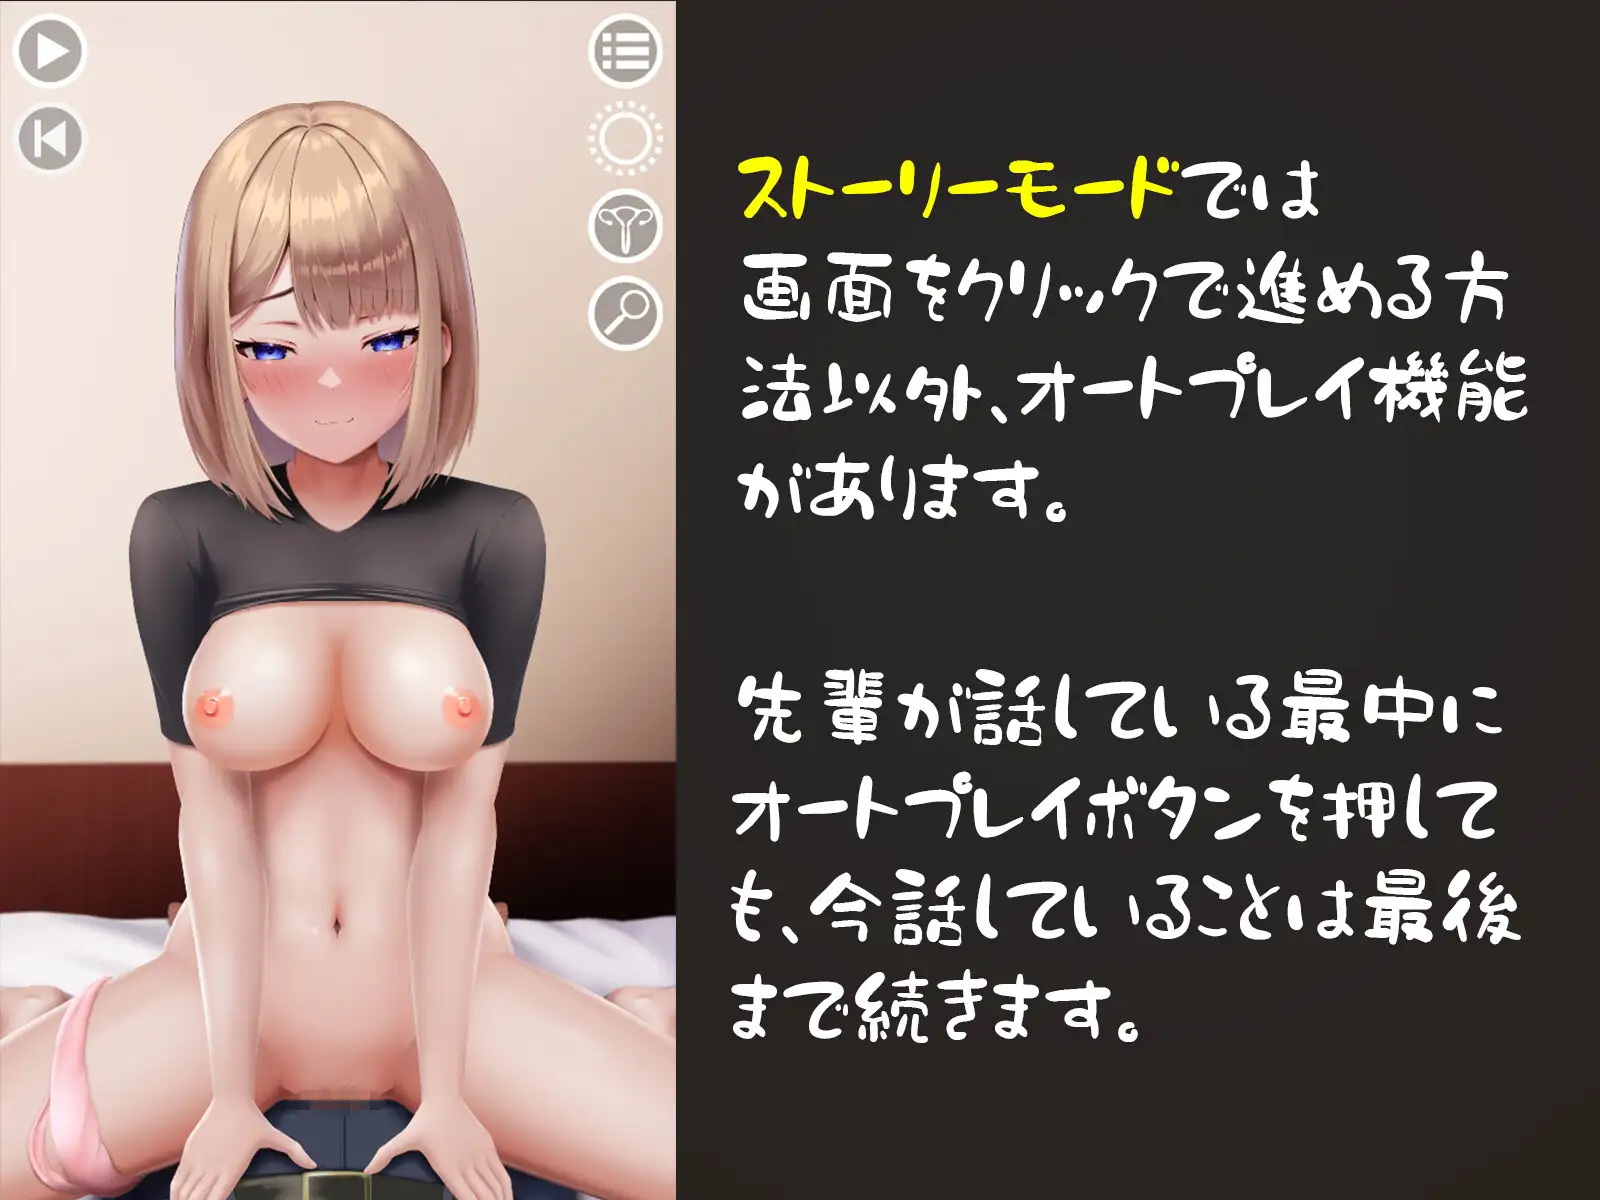 ストーリーモードでは
画面をクリックで進める方
法以外、オートプレイ機能
があります。
先輩が話している最中に
オートプレイボタンを押して
も、今話していることは最後
まで続きます。